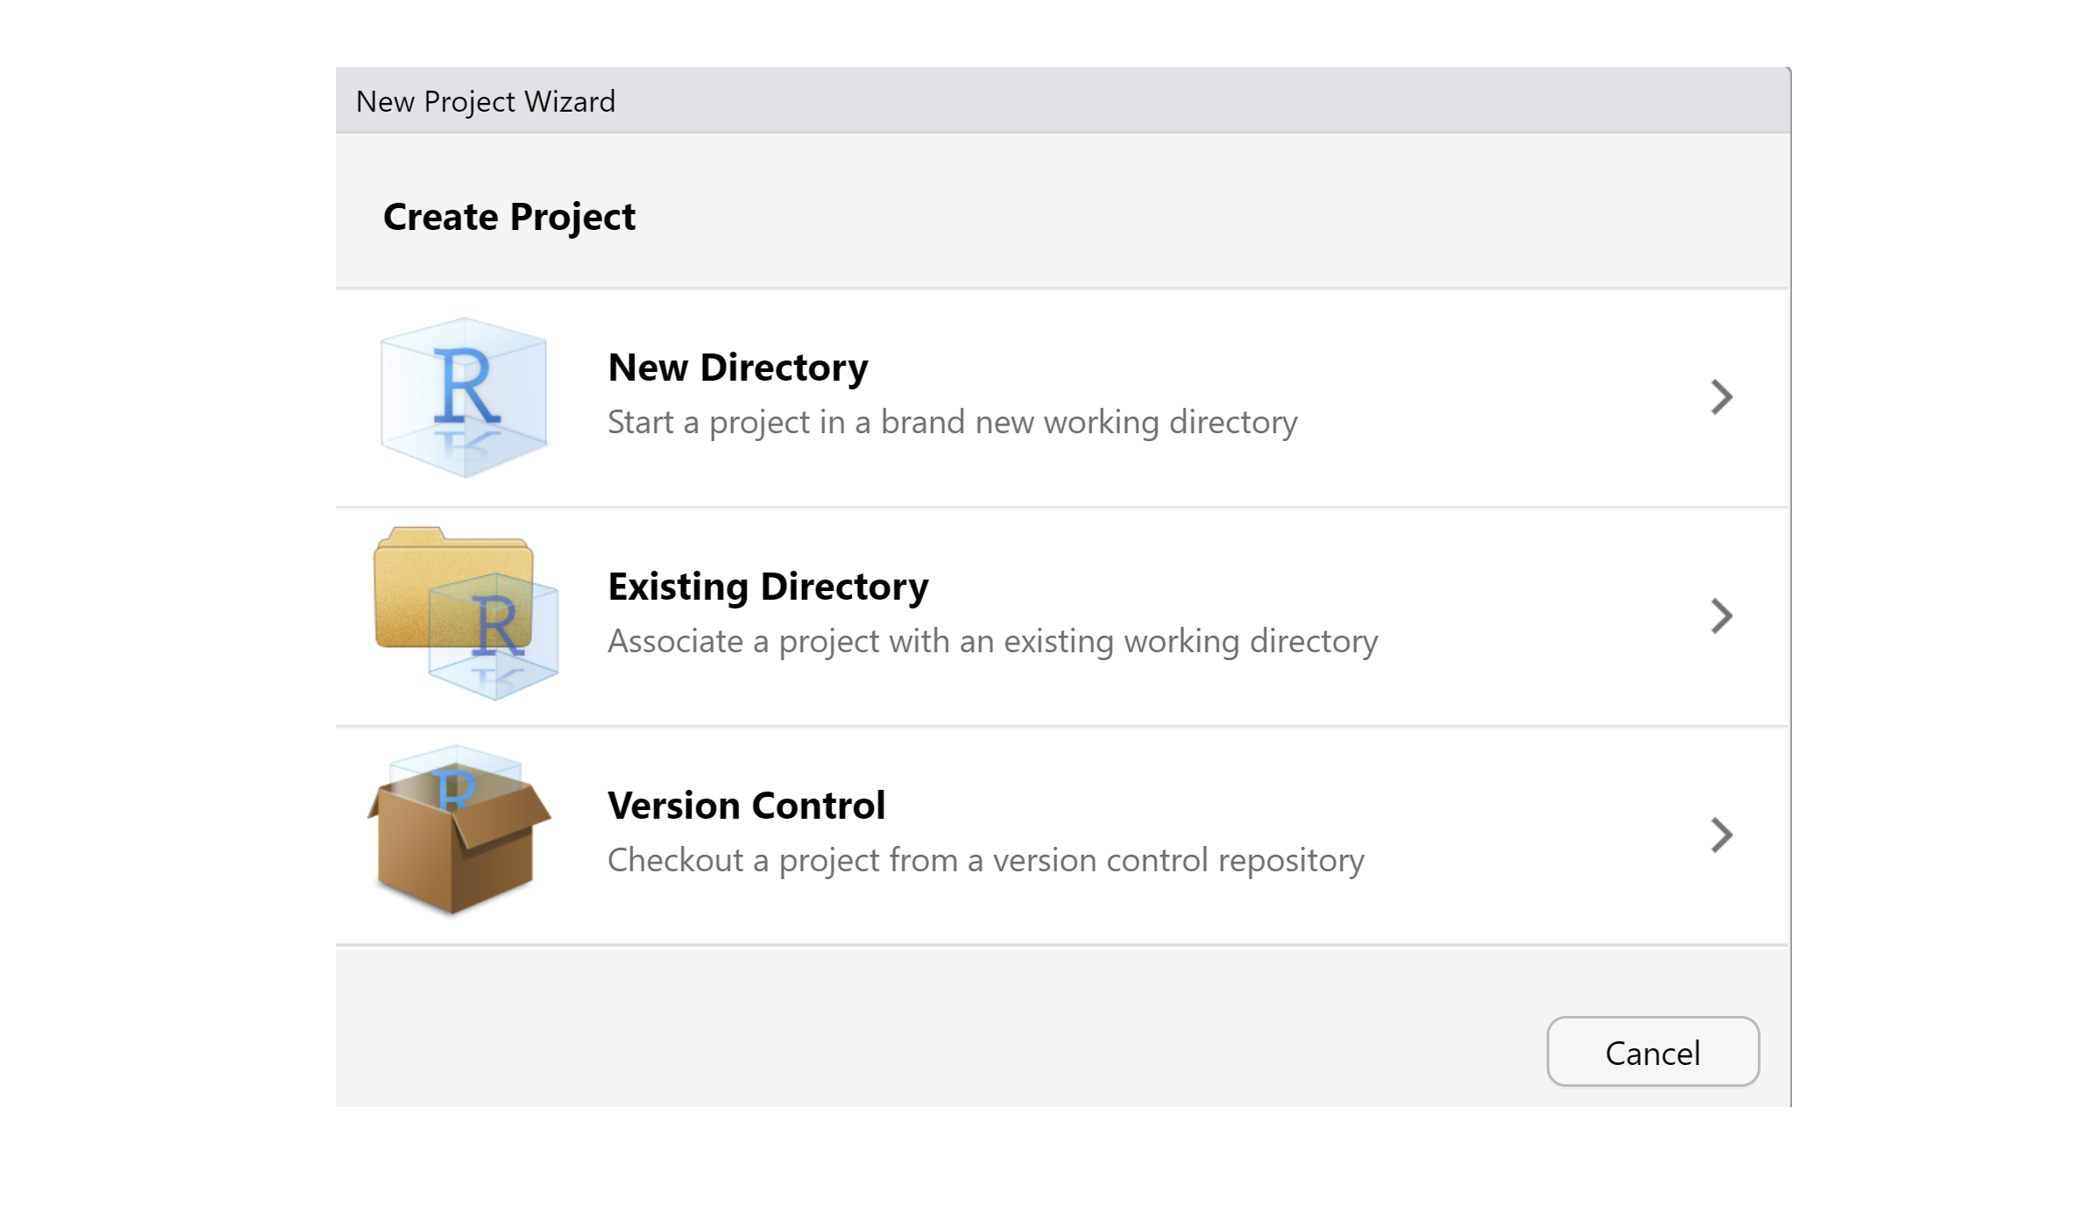 New Project Wizard
Create Project
R
New Directory
Start a project in a brand new working directory
R
Existing Directory
Associate a project with an existing working directory
R
Version Control
Checkout a project from a version control repository
Cancel